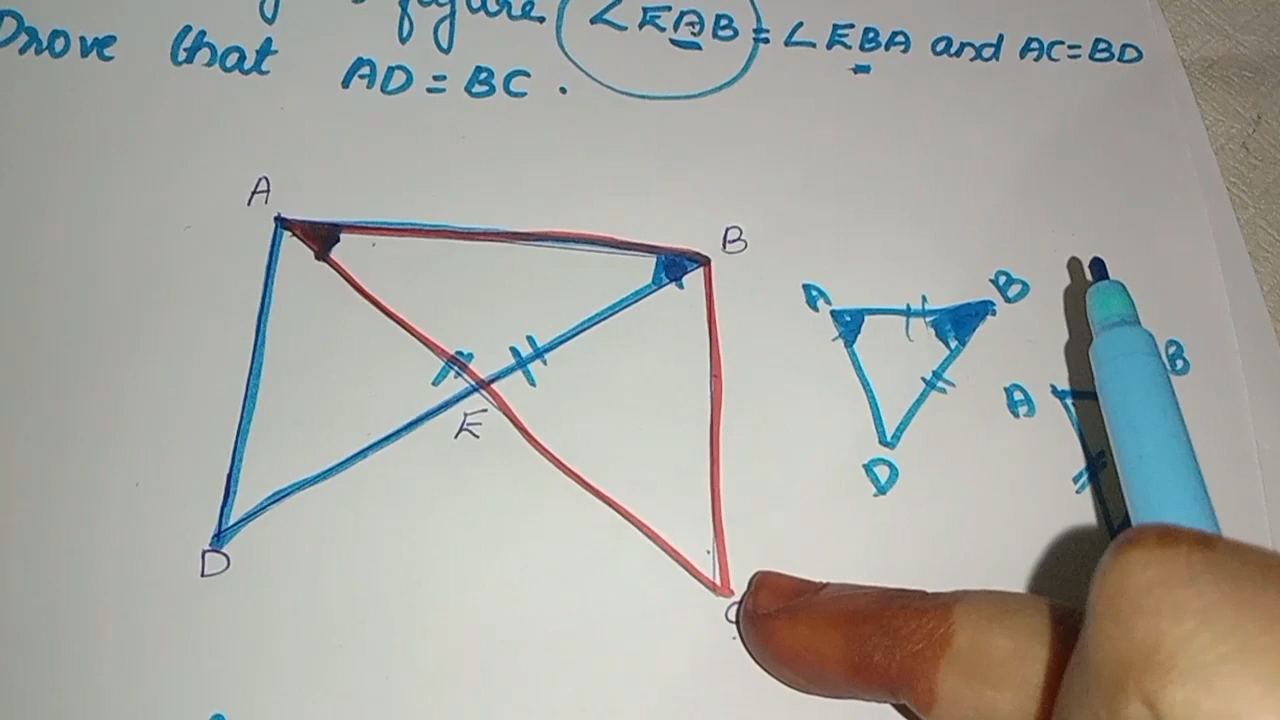 figure ∠EAB = ∠EBA and AC=BD
Prove that AD = BC .
A
B
A
B
B
A
E
D
D